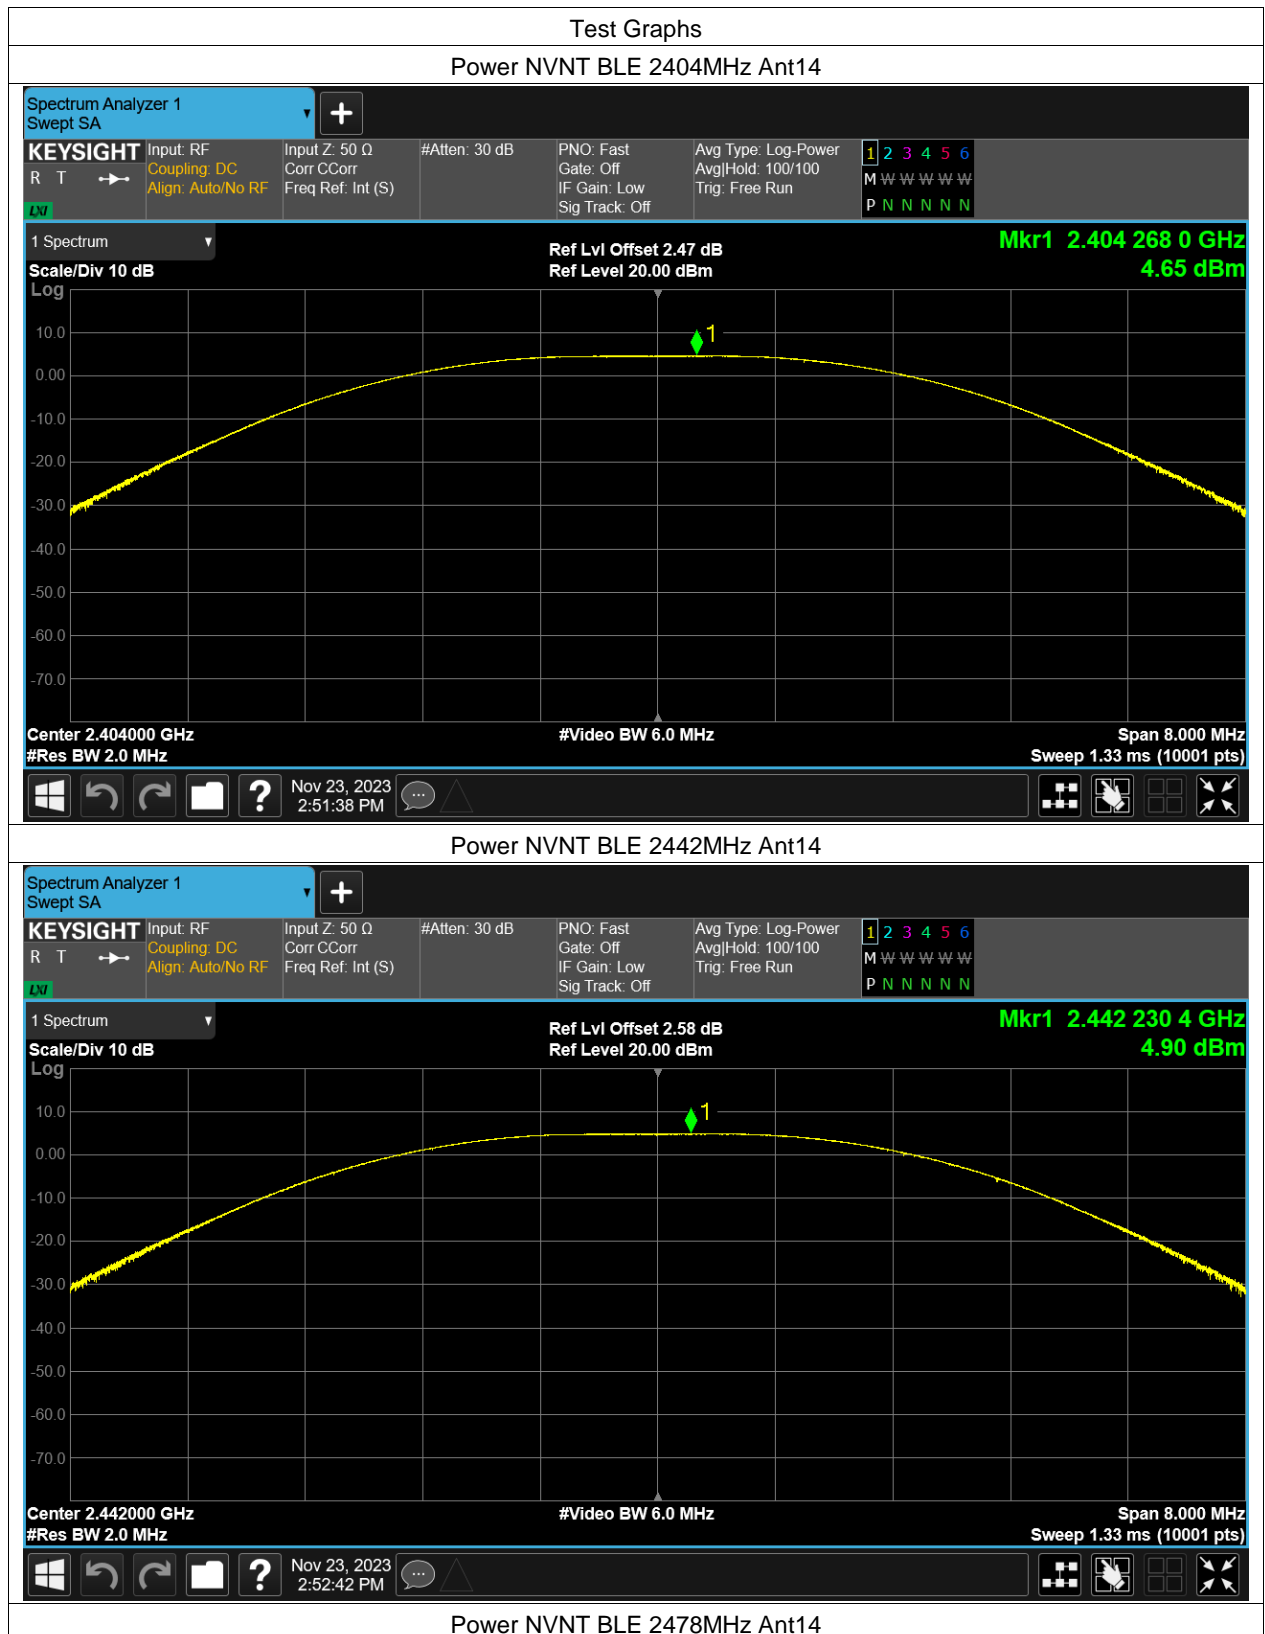 Test Graphs
Power NVNT BLE 2404MHz Ant14
Spectrum Analyzer 1
Swept SA
KEYSIGHT
R T
LXI
Input: RF
Coupling: DC
Align: Auto/No RF
Input Z: 50 Ω
Corr CCorr
Freq Ref: Int (S)
#Atten: 30 dB
PNO: Fast
Gate: Off
IF Gain: Low
Sig Track: Off
Avg Type: Log-Power
Avg|Hold: 100/100
Trig: Free Run
1 2 3 4 5 6
M W W W W W
P N N N N N
1 Spectrum
Scale/Div 10 dB
Log
Ref Lvl Offset 2.47 dB
Ref Level 20.00 dBm
Mkr1 2.404 268 0 GHz
4.65 dBm
1
10.0
0.00
-10.0
-20.0
-30.0
-40.0
-50.0
-60.0
-70.0
Center 2.404000 GHz
#Res BW 2.0 MHz
#Video BW 6.0 MHz
Span 8.000 MHz
Sweep 1.33 ms (10001 pts)
?
Nov 23, 2023
2:51:38 PM
Power NVNT BLE 2442MHz Ant14
Spectrum Analyzer 1
Swept SA
KEYSIGHT
R T
LXI
Input: RF
Coupling: DC
Align: Auto/No RF
Input Z: 50 Ω
Corr CCorr
Freq Ref: Int (S)
#Atten: 30 dB
PNO: Fast
Gate: Off
IF Gain: Low
Sig Track: Off
Avg Type: Log-Power
Avg|Hold: 100/100
Trig: Free Run
1 2 3 4 5 6
M W W W W W
P N N N N N
1 Spectrum
Scale/Div 10 dB
Log
Ref Lvl Offset 2.58 dB
Ref Level 20.00 dBm
Mkr1 2.442 230 4 GHz
4.90 dBm
1
10.0
0.00
-10.0
-20.0
-30.0
-40.0
-50.0
-60.0
-70.0
Center 2.442000 GHz
#Res BW 2.0 MHz
#Video BW 6.0 MHz
Span 8.000 MHz
Sweep 1.33 ms (10001 pts)
?
Nov 23, 2023
2:52:42 PM
Power NVNT BLE 2478MHz Ant14